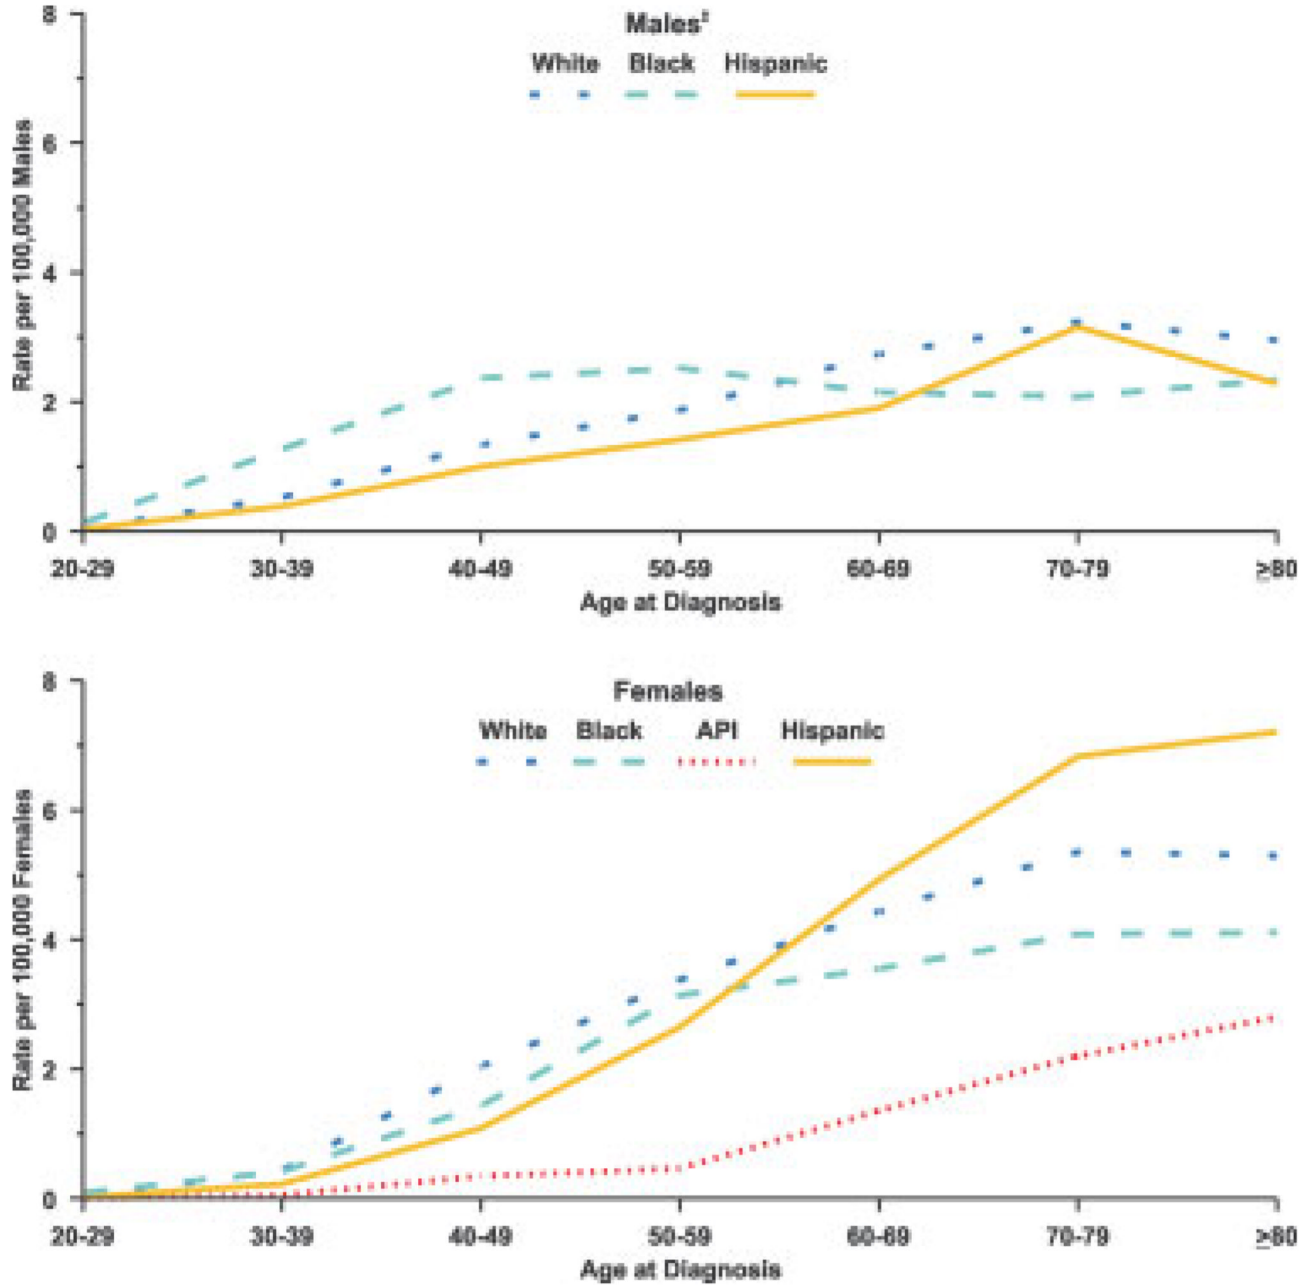 Males‡
White Black Hispanic
Rate per 100,000 Males
8
6
4
2
0
20-29 30-39 40-49 50-59 60-69 70-79 ≥80
Age at Diagnosis
Females
White Black API Hispanic
Rate per 100,000 Females
8
6
4
2
0
20-29 30-39 40-49 50-59 60-69 70-79 ≥80
Age at Diagnosis